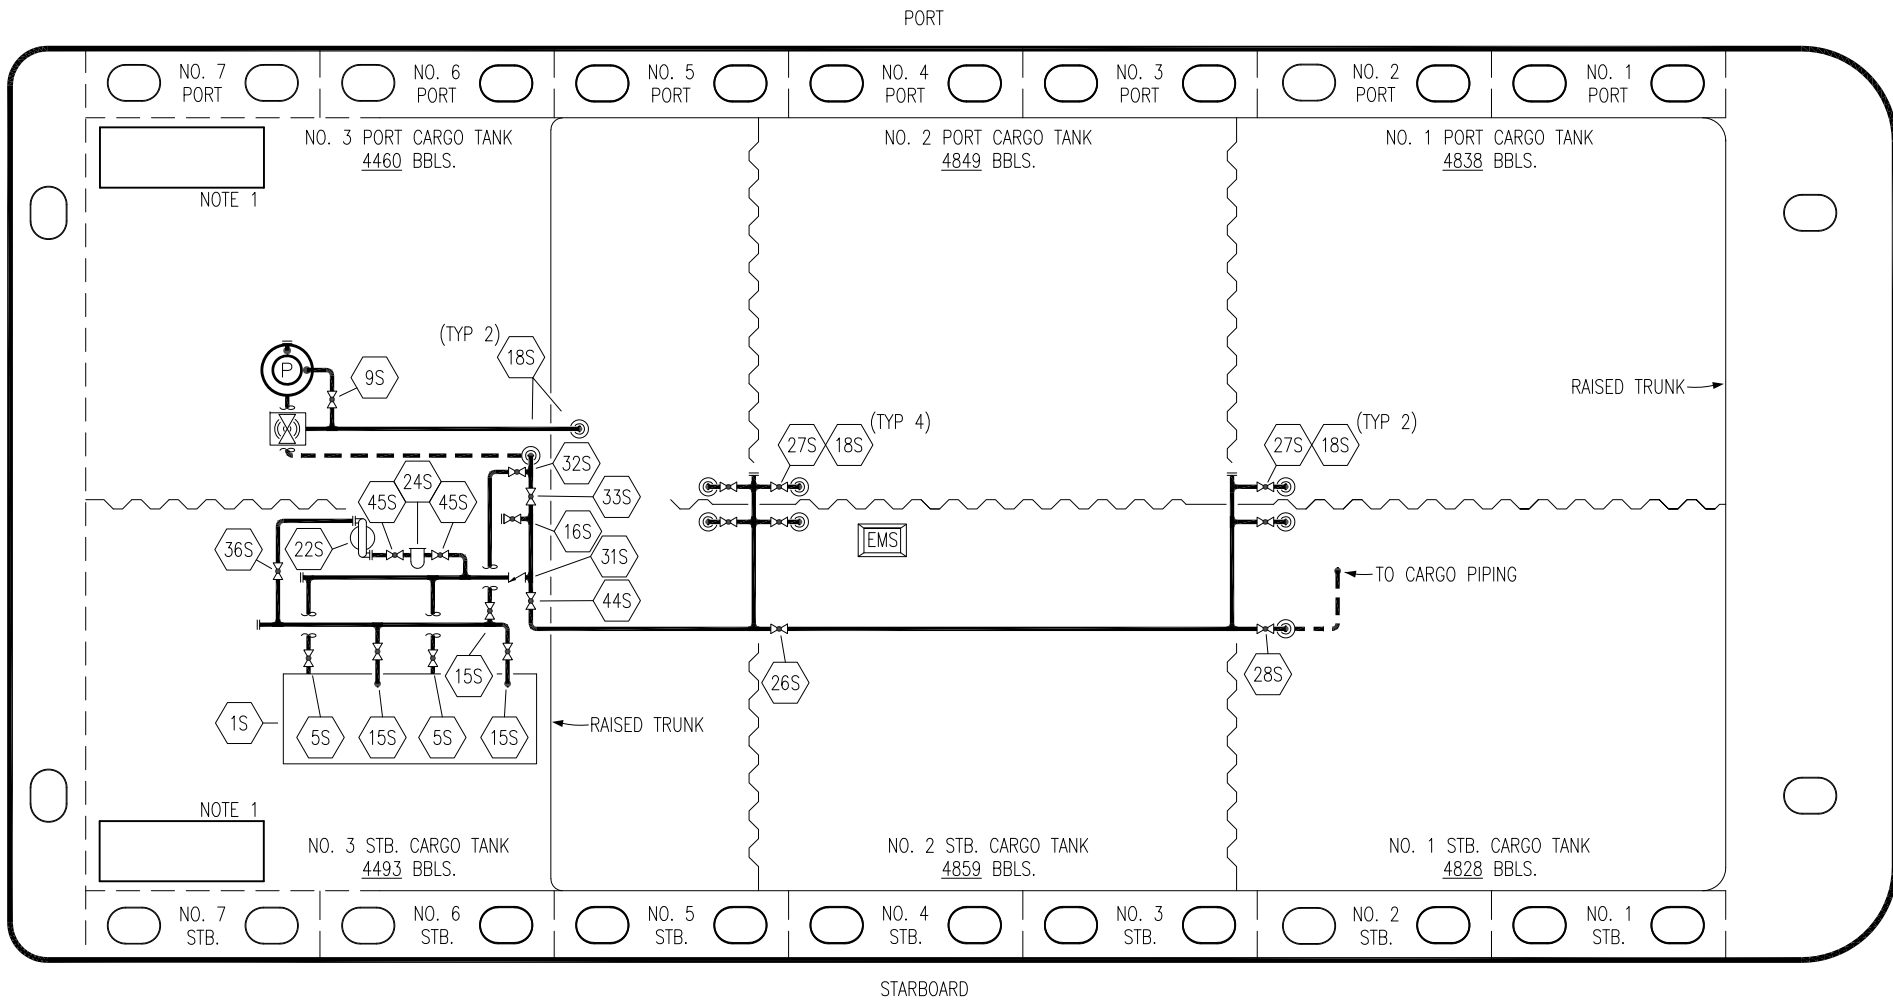 PORT
NO. 7
PORT
NO. 6
PORT
NO. 5
PORT
NO. 4
PORT
NO. 3
PORT
NO. 2
PORT
NO. 1
PORT
NO. 3 PORT CARGO TANK
4460 BBLS.
NO. 2 PORT CARGO TANK
4849 BBLS.
NO. 1 PORT CARGO TANK
4838 BBLS.
NOTE 1
(TYP 2)
18S
P
9S
RAISED TRUNK
(TYP 4)
27S
18S
(TYP 2)
27S
18S
32S
24S
45S
45S
33S
16S
EMS
36S
22S
31S
44S
TO CARGO PIPING
15S
26S
28S
1S
5S
15S
5S
15S
RAISED TRUNK
NOTE 1
NO. 3 STB. CARGO TANK
4493 BBLS.
NO. 2 STB. CARGO TANK
4859 BBLS.
NO. 1 STB. CARGO TANK
4828 BBLS.
NO. 7
STB.
NO. 6
STB.
NO. 5
STB.
NO. 4
STB.
NO. 3
STB.
NO. 2
STB.
NO. 1
STB.
STARBOARD